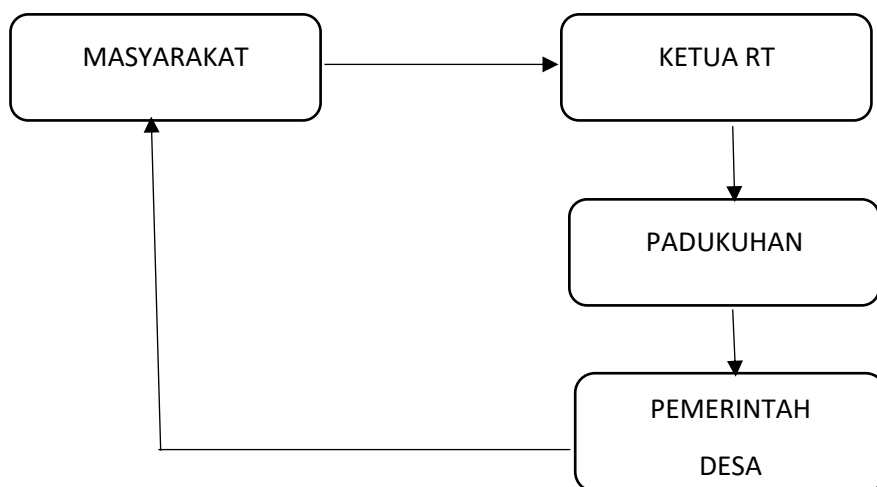 MASYARAKAT
KETUA RT
PADUKUHAN
PEMERINTAH
DESA